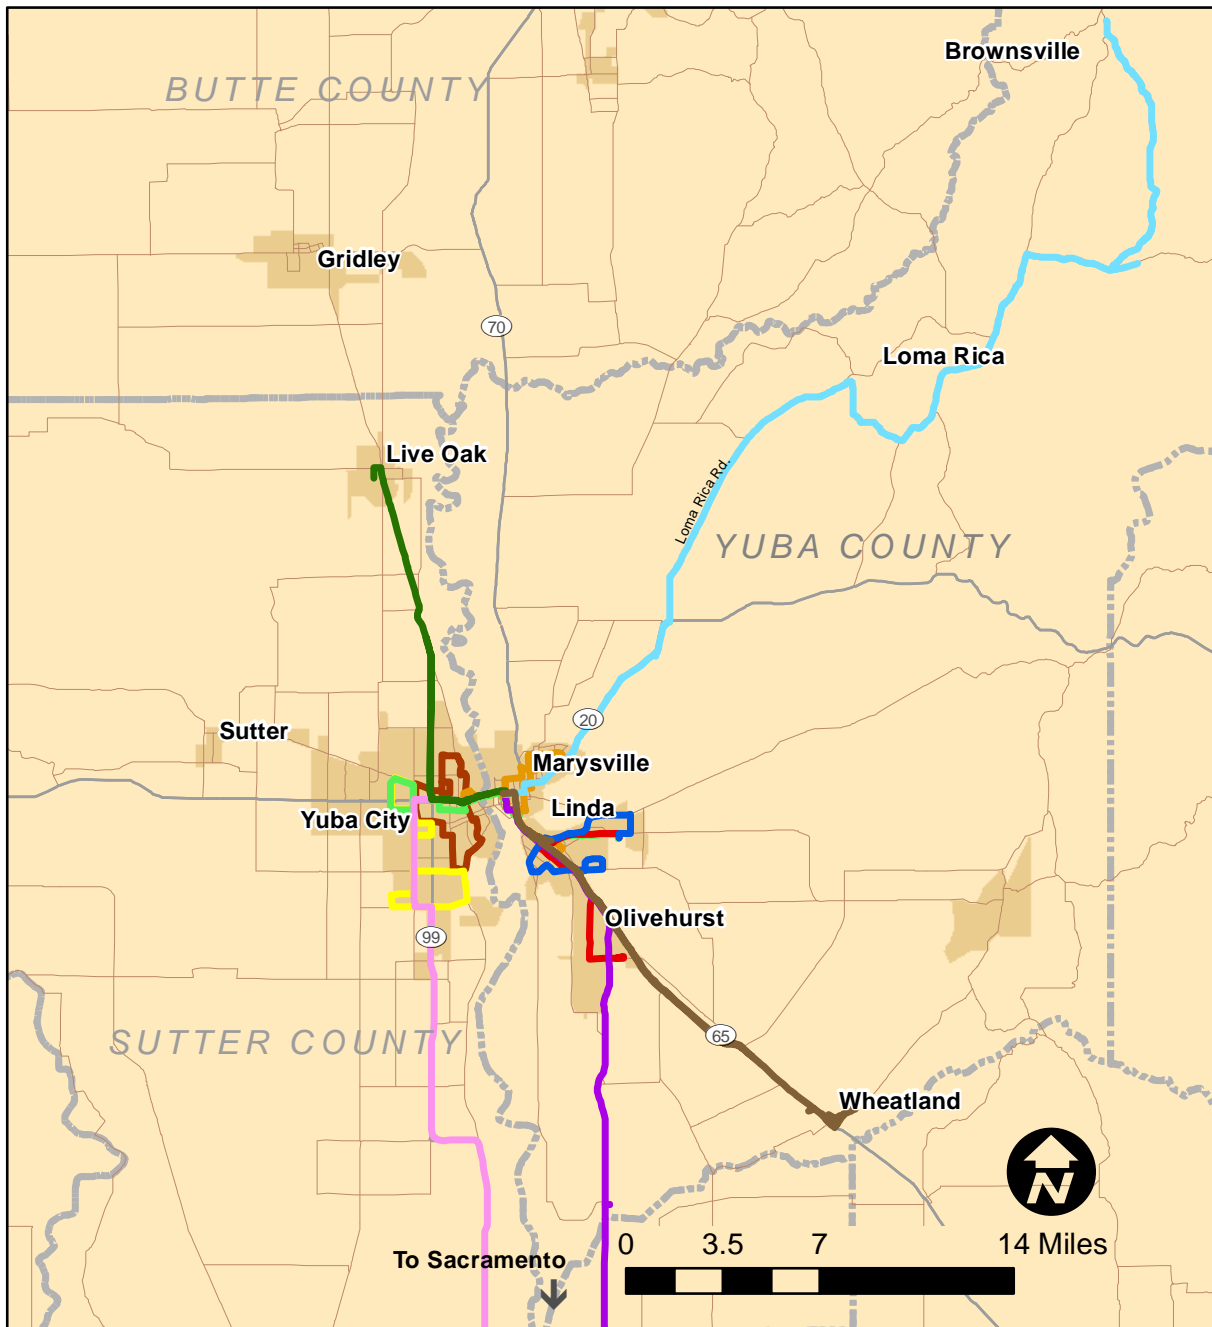 Brownsville
BUTTE COUNTY
Gridley
70
Loma Rica
Live Oak
Loma Rica Rd.
YUBA COUNTY
20
Sutter
Marysville
Linda
Yuba City
Olivehurst
99
65
SUTTER COUNTY
Wheatland
N
To Sacramento
0 3.5 7 14 Miles